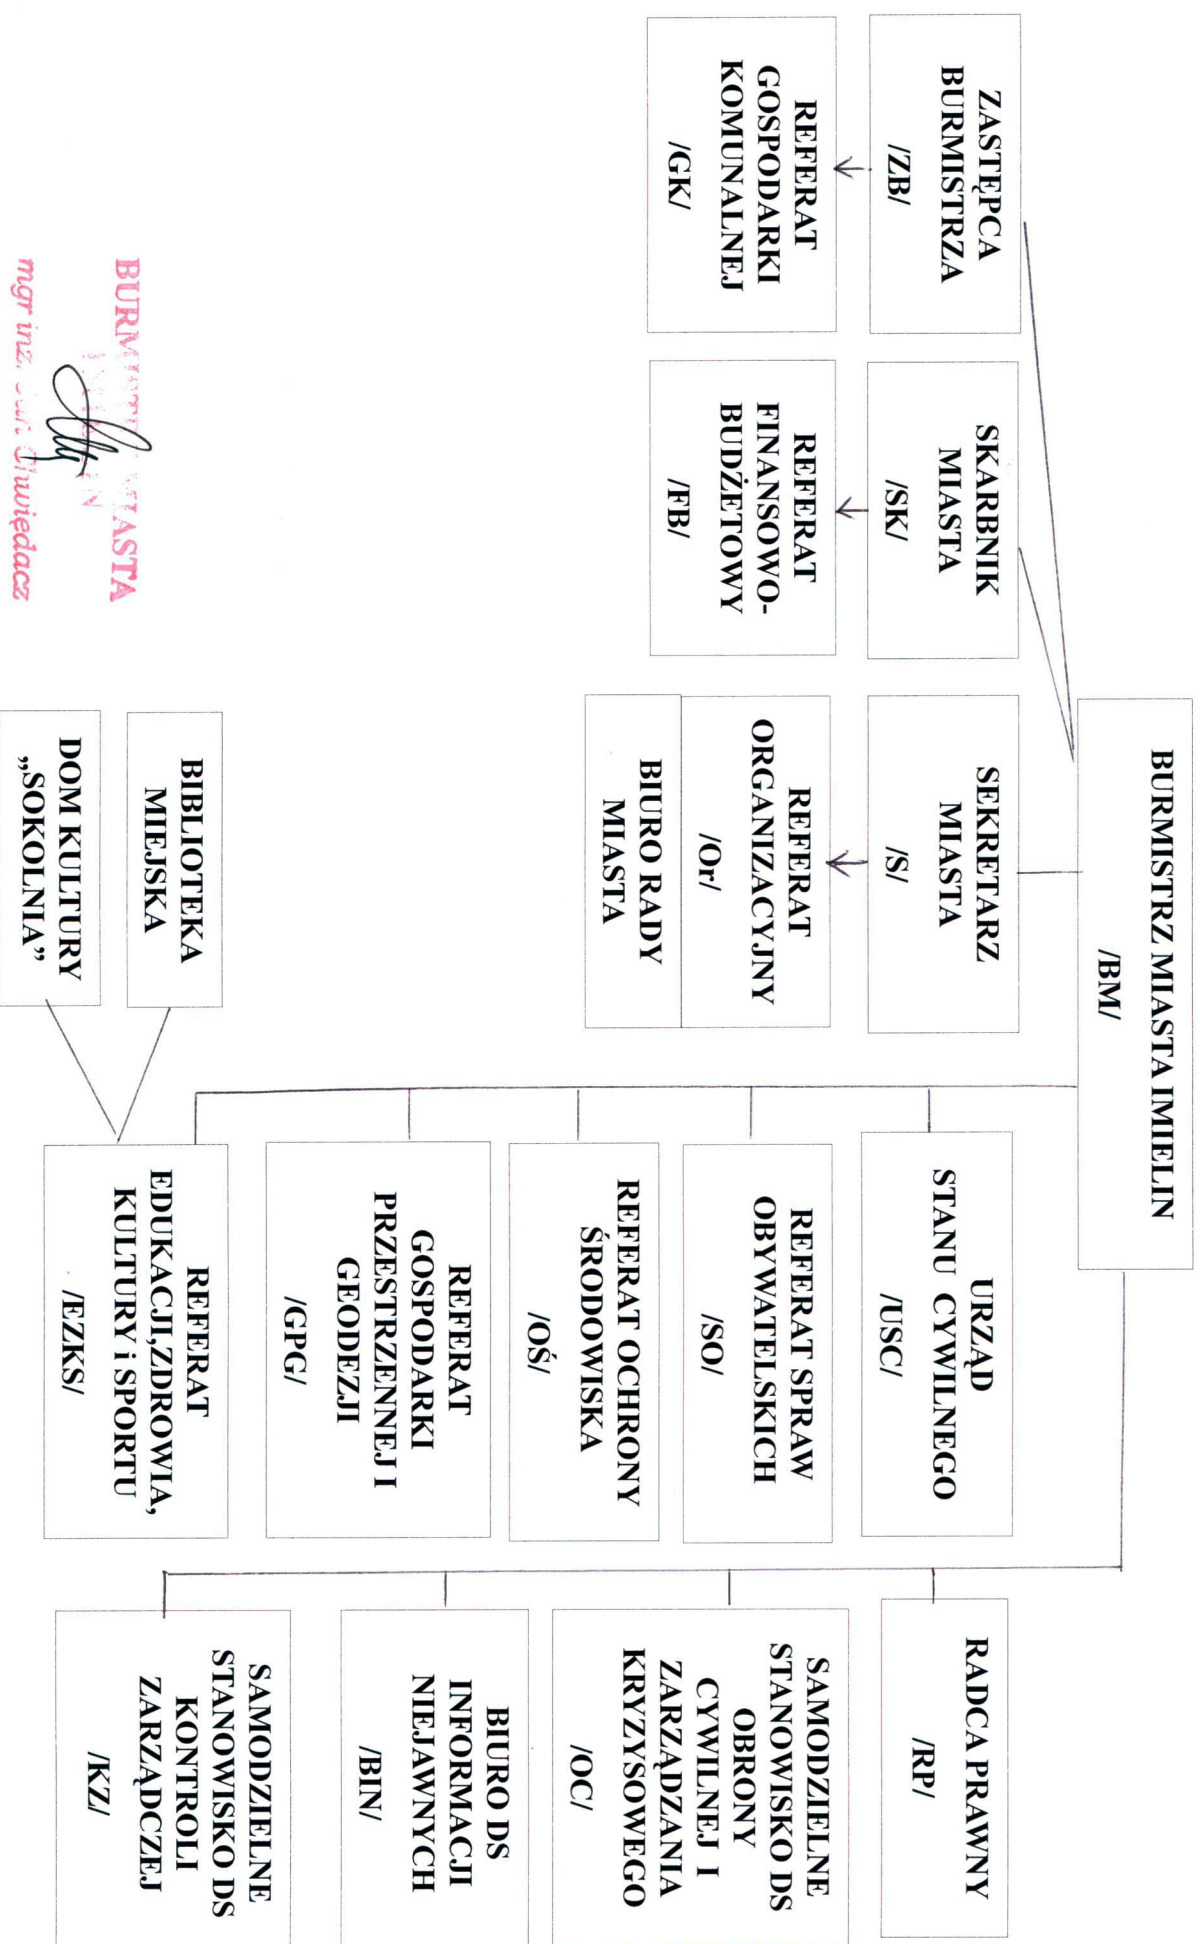 BURMISTRZ MIASTA IMIELIN
/BM/
ZASTĘPCA
BURMISTRZA
/ZB/
REFERAT
GOSPODARKI
KOMUNALNEJ
/GK/
SKARBNIK
MIASTA
/SK/
REFERAT
FINANSOWO-
BUDŻETOWY
/FB/
SEKRETARZ
MIASTA
/S/
REFERAT
ORGANIZACYJNY
/Or/
BIURO RADY
MIASTA
URZĄD
STANU CYWILNEGO
/USC/
REFERAT SPRAW
OBYWATELSKICH
/SO/
REFERAT OCHRONY
ŚRODOWISKA
/OŚ/
REFERAT
GOSPODARKI
PRZESTRZENNEJ I
GEODEZJI
/GPG/
REFERAT
EDUKACJI,ZDROWIA,
KULTURY i SPORTU
/EZKS/
BIBLIOTEKA
MIEJSKA
DOM KULTURY
„SOKOLNIA”
RADCA PRAWNY
/RP/
SAMODZIELNE
STANOWISKO DS
OBRONY
CYWILNEJ I
ZARZĄDZANIA
KRYZYSOWEGO
/OC/
BIURO DS
INFORMACJI
NIEJAWNYCH
/BIN/
SAMODZIELNE
STANOWISKO DS
KONTROLI
ZARZĄDCZEJ
/KZ/
MIASTA
mgr inż. Chwiędacz